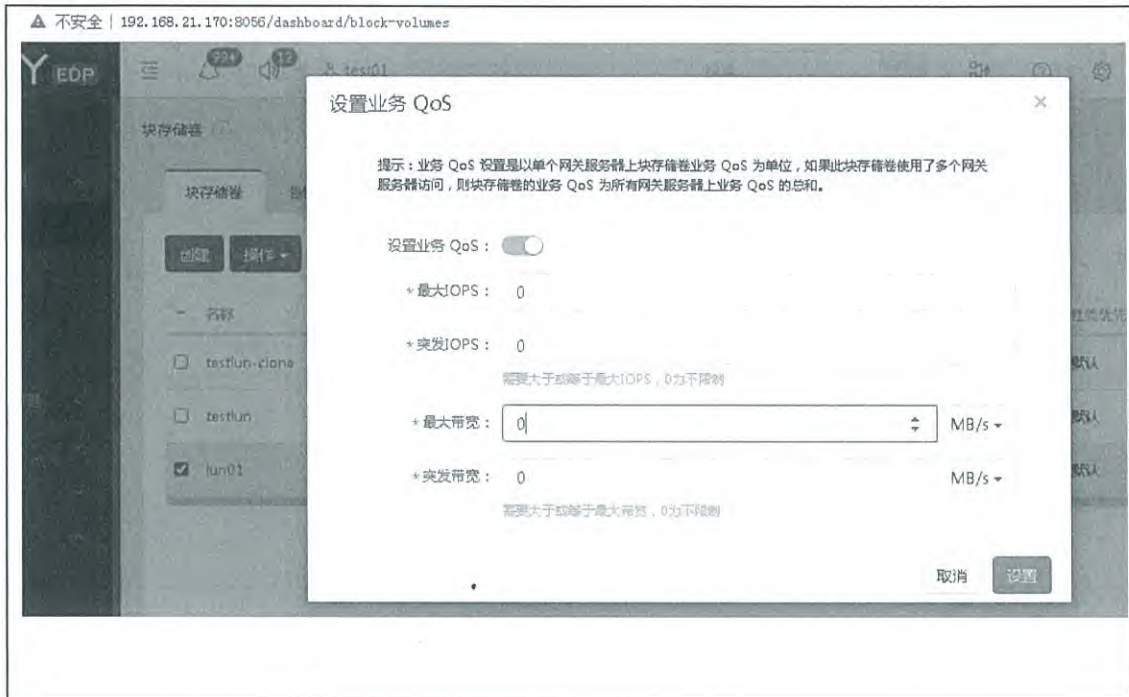 不安全 | 192.168.21.170:8056/dashboard/block-volumes
EDP
99+
12
test01
块存储卷
设置业务 QoS
×
提示：业务 QoS 设置是以单个网关服务器上块存储卷业务 QoS 为单位，如果此块存储卷使用了多个网关
服务器访问，则块存储卷的业务 QoS 为所有网关服务器上业务 QoS 的总和。
块存储卷
创建
操作
设置业务 QoS：
*最大IOPS： 0
名称
*突发IOPS： 0
需要大于或等于最大IOPS，0为不限制
testlun-clone
默认
*最大带宽： 0 MB/s
testlun
默认
*突发带宽： 0 MB/s
lun01
默认
需要大于或等于最大带宽，0为不限制
取消
设置